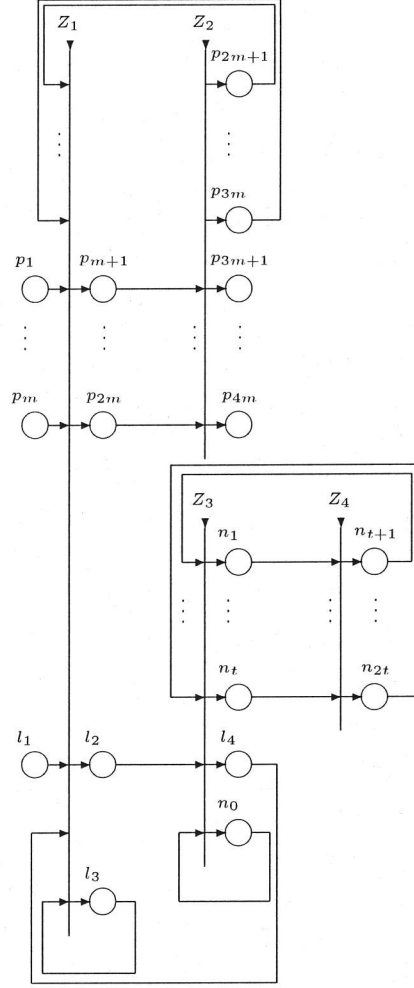 Z₁ Z₂
p₂ₘ₊₁
⋮ ⋮
p₃ₘ
p₁ pₘ₊₁ p₃ₘ₊₁
⋮ ⋮ ⋮ ⋮
pₘ p₂ₘ p₄ₘ
Z₃ Z₄
n₁ nₜ₊₁
⋮ ⋮ ⋮ ⋮
nₜ n₂ₜ
l₁ l₂ l₄
n₀
l₃